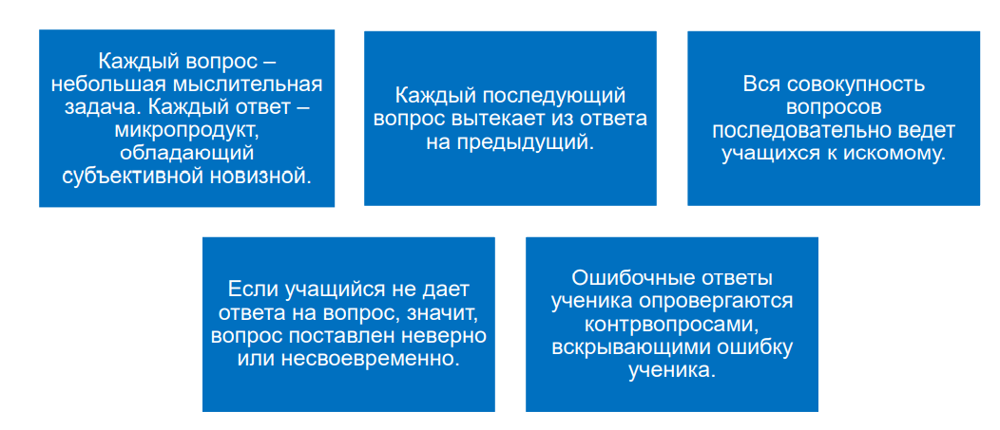 Каждый вопрос –
небольшая мыслительная
задача. Каждый ответ –
микропродукт,
обладающий
субъективной новизной.
Каждый последующий
вопрос вытекает из ответа
на предыдущий.
Вся совокупность
вопросов
последовательно ведет
учащихся к искомому.
Если учащийся не дает
ответа на вопрос, значит,
вопрос поставлен неверно
или несвоевременно.
Ошибочные ответы
ученика опровергаются
контрвопросами,
вскрывающими ошибку
ученика.